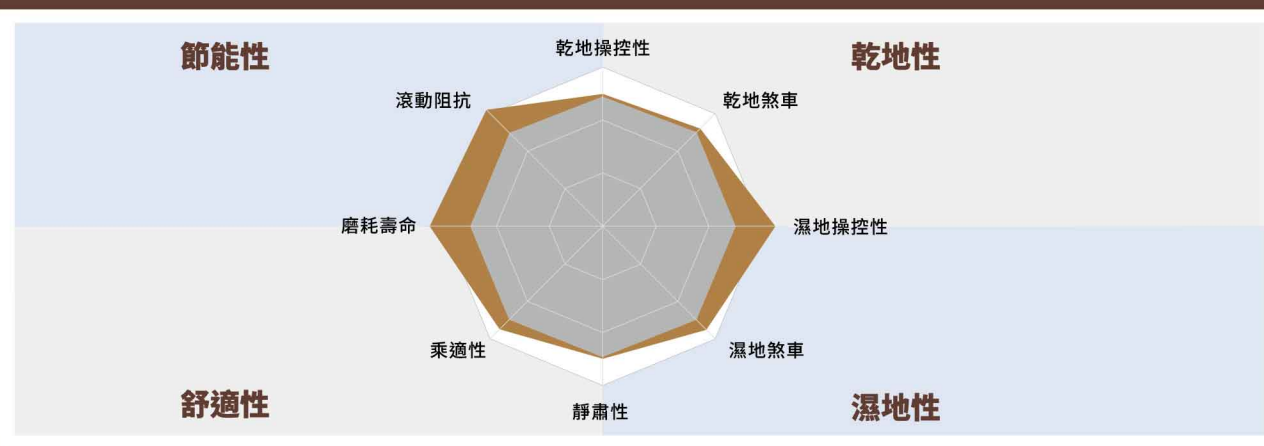 節能性
乾地操控性
乾地性
滾動阻抗
乾地煞車
磨耗壽命
濕地操控性
乘適性
濕地煞車
舒適性
靜肅性
濕地性